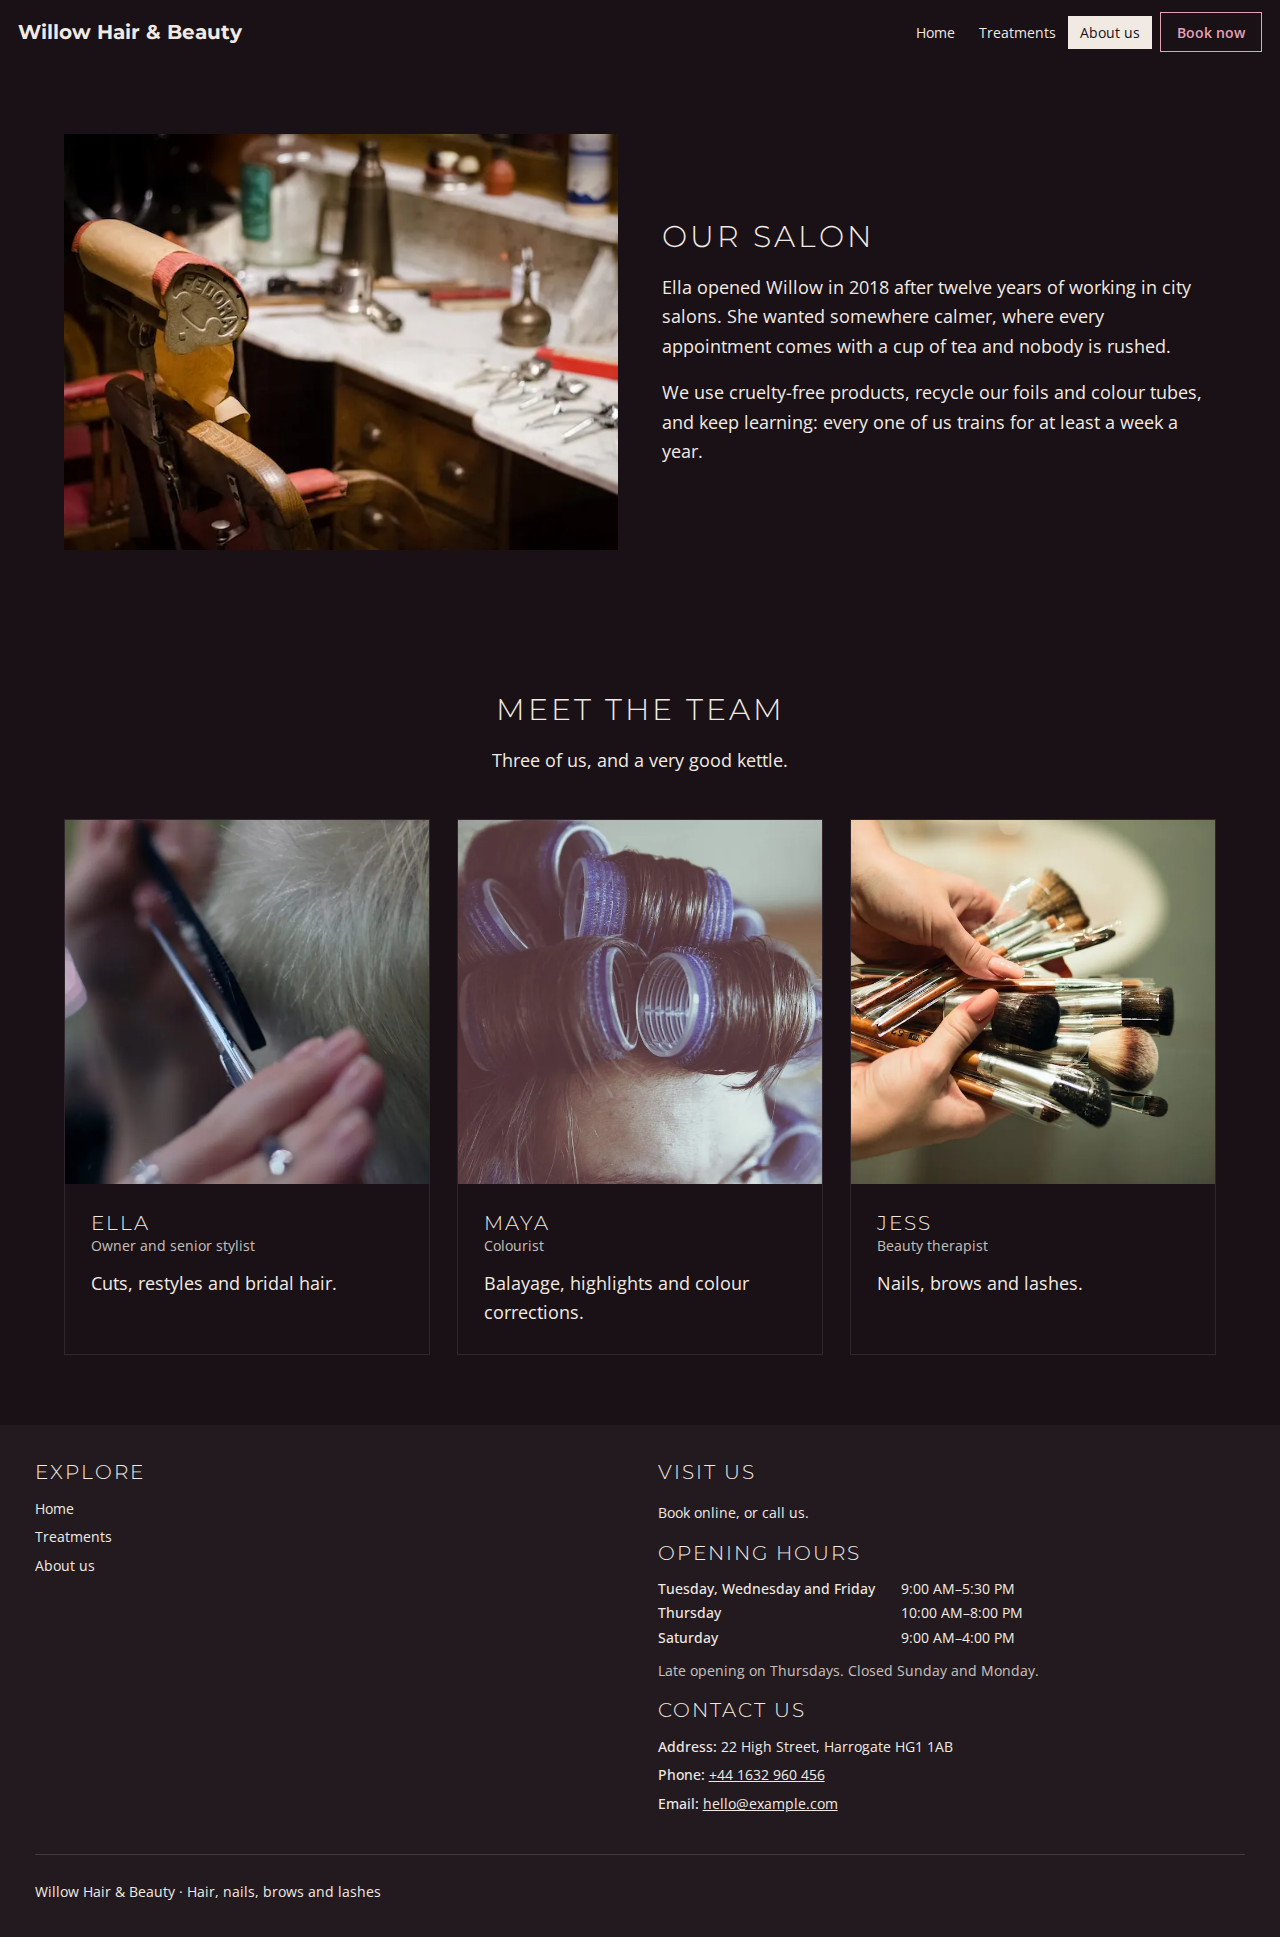 Willow Hair & Beauty
Home
Treatments
About us
Book now
FEDORA
OUR SALON
Ella opened Willow in 2018 after twelve years of working in city
salons. She wanted somewhere calmer, where every
appointment comes with a cup of tea and nobody is rushed.
We use cruelty-free products, recycle our foils and colour tubes,
and keep learning: every one of us trains for at least a week a
year.
MEET THE TEAM
Three of us, and a very good kettle.
ELLA
Owner and senior stylist
Cuts, restyles and bridal hair.
MAYA
Colourist
Balayage, highlights and colour
corrections.
JESS
Beauty therapist
Nails, brows and lashes.
EXPLORE
Home
Treatments
About us
VISIT US
Book online, or call us.
OPENING HOURS
Tuesday, Wednesday and Friday 9:00 AM–5:30 PM
Thursday 10:00 AM–8:00 PM
Saturday 9:00 AM–4:00 PM
Late opening on Thursdays. Closed Sunday and Monday.
CONTACT US
Address: 22 High Street, Harrogate HG1 1AB
Phone: +44 1632 960 456
Email: hello@example.com
Willow Hair & Beauty · Hair, nails, brows and lashes